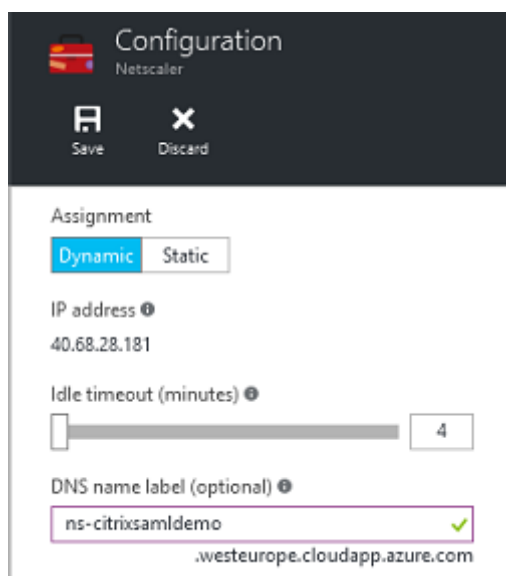 Configuration
Netscaler
Save Discard
Assignment
Dynamic Static
IP address
40.68.28.181
Idle timeout (minutes)
4
DNS name label (optional)
ns-citrixsamldemo
.westeurope.cloudapp.azure.com